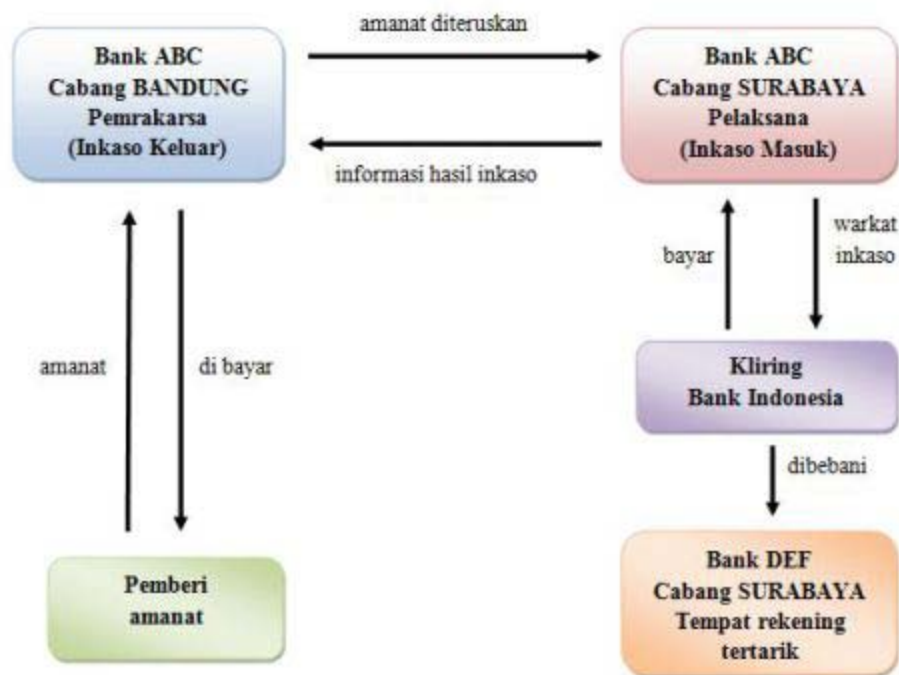 amanat diteruskan
Bank ABC
Cabang BANDUNG
Pemrakarsa
(Inkaso Keluar)
Bank ABC
Cabang SURABAYA
Pelaksana
(Inkaso Masuk)
informasi hasil inkaso
bayar
warkat
inkaso
amanat
di bayar
Kliring
Bank Indonesia
dibebani
Pemberi
amanat
Bank DEF
Cabang SURABAYA
Tempat rekening
tertarik